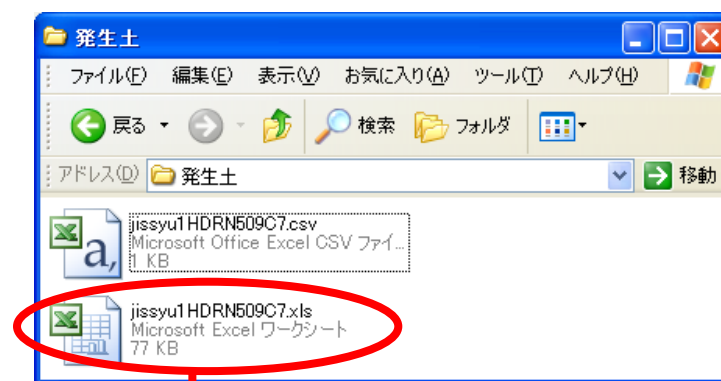 発生土
ファイル(F) 編集(E) 表示(V) お気に入り(A) ツール(T) ヘルプ(H)
戻る 検索 フォルダ
アドレス(D) 発生土 移動
jissyu1HDRN509C7.csv
Microsoft Office Excel CSV ファイ...
1 KB
jissyu1HDRN509C7.xls
Microsoft Excel ワークシート
77 KB